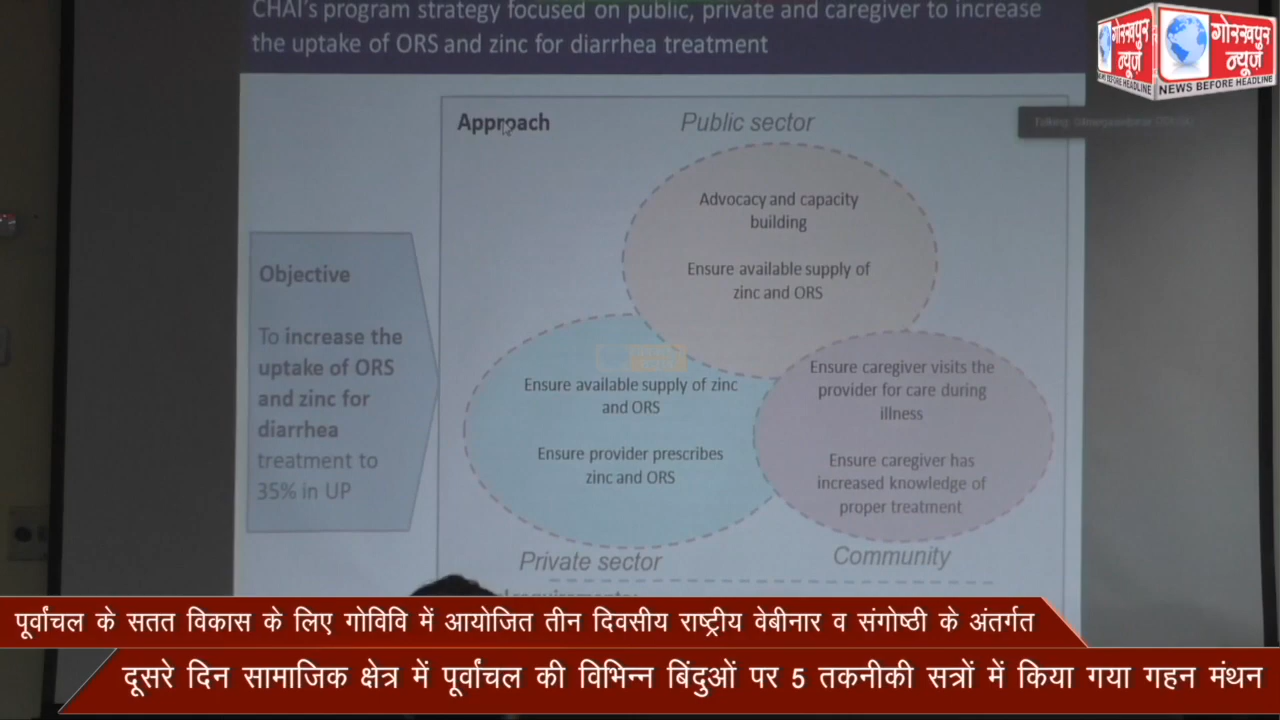 CHAI's program strategy focused on public, private and caregiver to increase
the uptake of ORS and zinc for diarrhea treatment
गोरखपुर
न्यूज़
NEWS BEFORE HEADLINE
गोरखपुर
न्यूज़
NEWS BEFORE HEADLINE
Approach
Public sector
Advocacy and capacity
building
Ensure available supply of
zinc and ORS
Objective
To increase the
uptake of ORS
and zinc for
diarrhea
treatment to
35% in UP
Ensure available supply of zinc
and ORS
Ensure provider prescribes
zinc and ORS
Private sector
Ensure caregiver visits the
provider for care during
illness
Ensure caregiver has
increased knowledge of
proper treatment
Community
पूर्वांचल के सतत विकास के लिए गोविवि में आयोजित तीन दिवसीय राष्ट्रीय वेबीनार व संगोष्ठी के अंतर्गत
दूसरे दिन सामाजिक क्षेत्र में पूर्वांचल की विभिन्न बिंदुओं पर 5 तकनीकी सत्रों में किया गया गहन मंथन